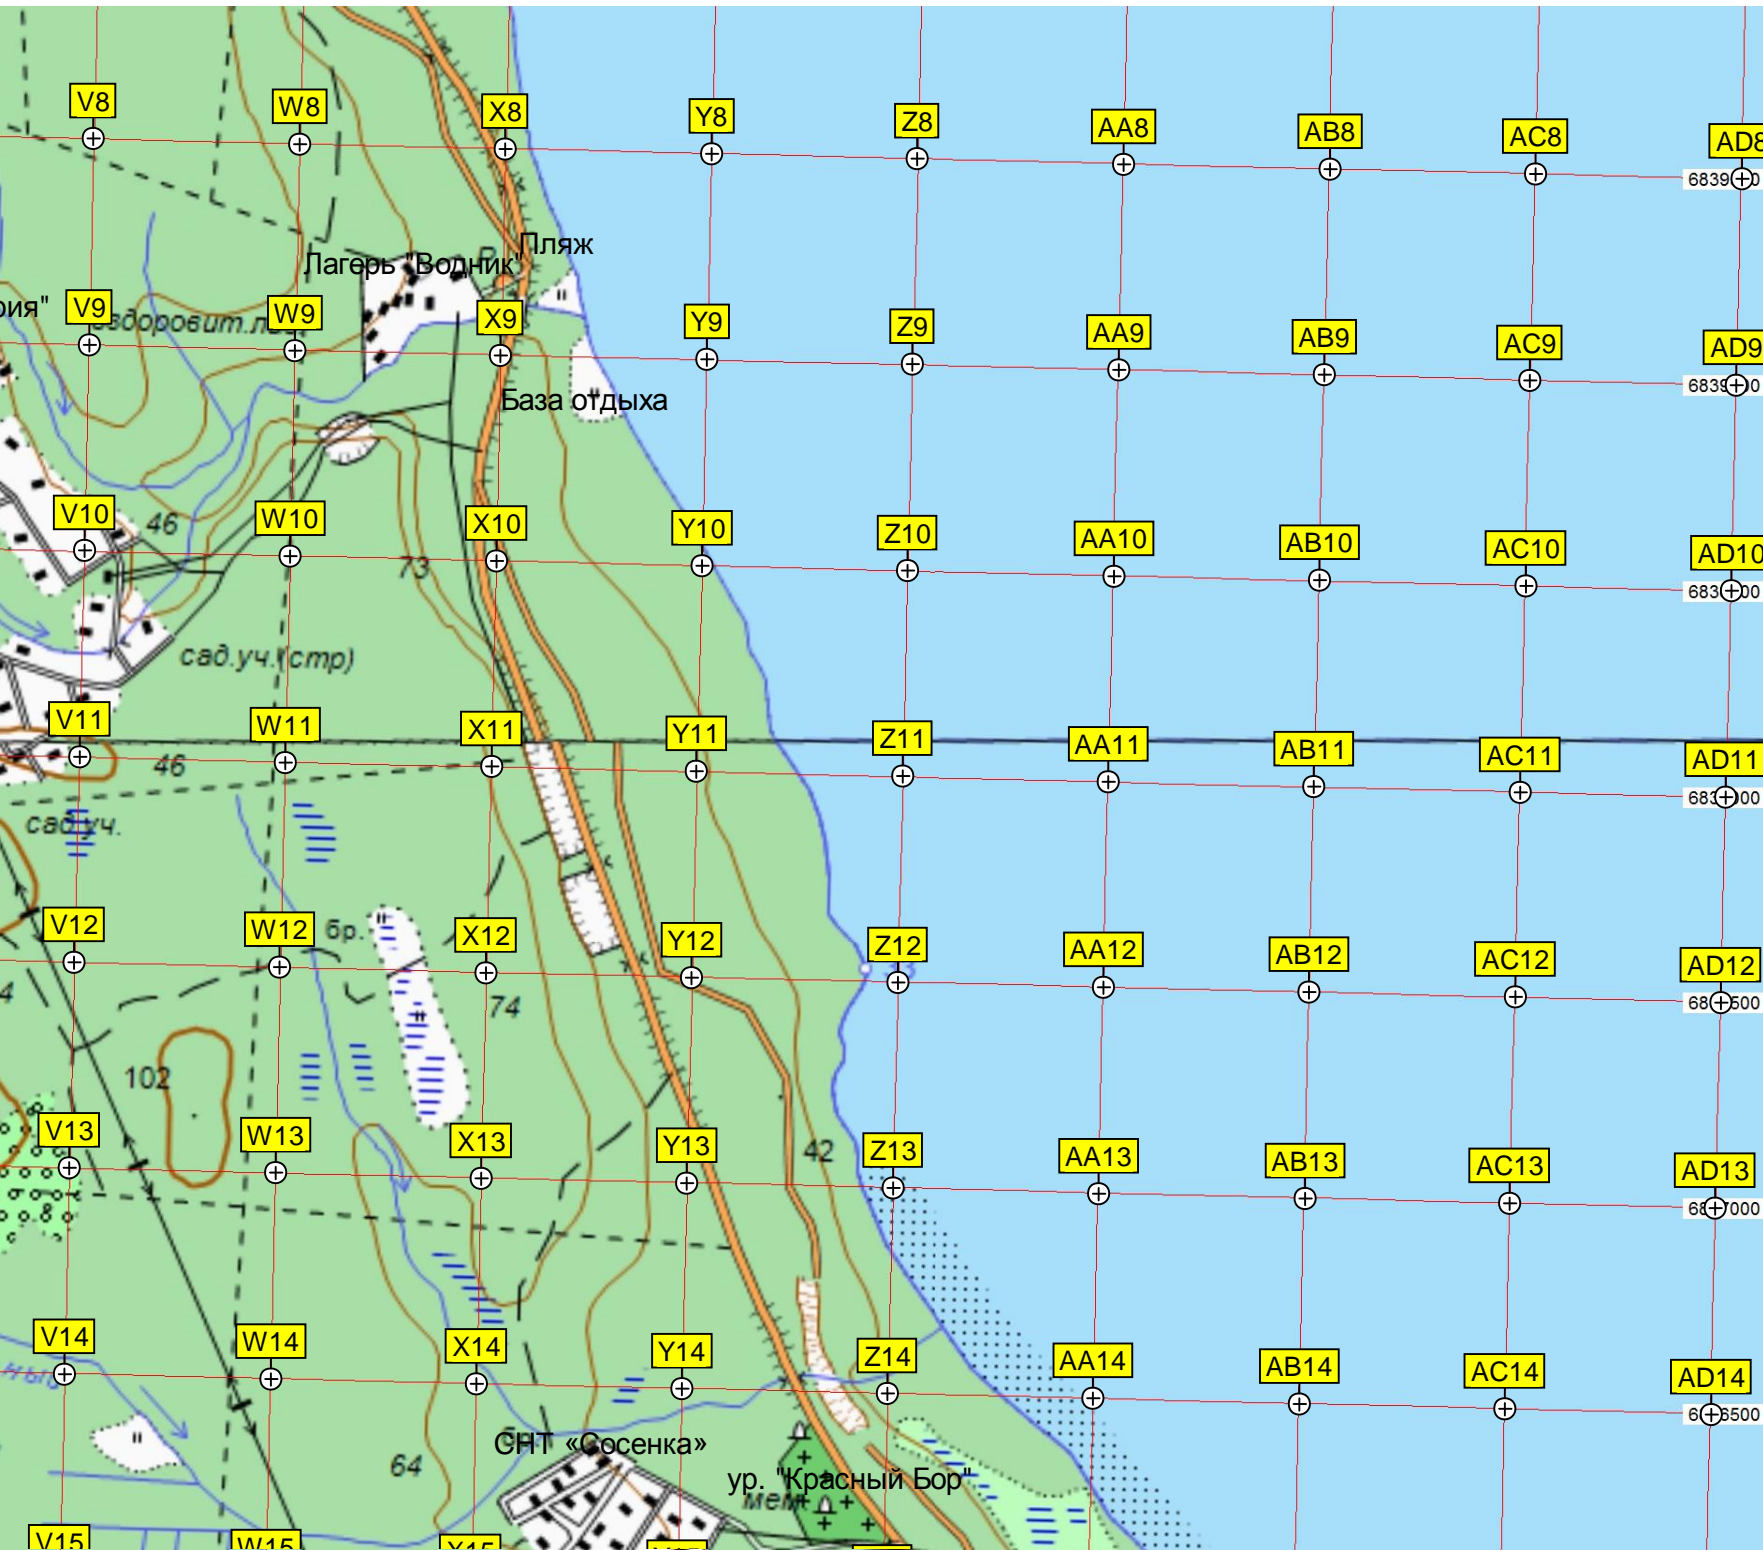 V8 W8 X8 Y8 Z8 AA8 AB8 AC8 AD8
Пляж
Лагерь "Водник"
V9 W9 X9 Y9 Z9 AA9 AB9 AC9 AD9
База отдыха
V10 W10 X10 Y10 Z10 AA10 AB10 AC10 AD10
46
73
сад.уч.(стр)
V11 W11 X11 Y11 Z11 AA11 AB11 AC11 AD11
46
сад.уч.
V12 W12 бр. X12 Y12 Z12 AA12 AB12 AC12 AD12
74
102
V13 W13 X13 Y13 42 Z13 AA13 AB13 AC13 AD13
V14 W14 X14 Y14 Z14 AA14 AB14 AC14 AD14
СНТ «Сосенка»
64
ур. "Красный Бор"
мем
V15 W15 X15